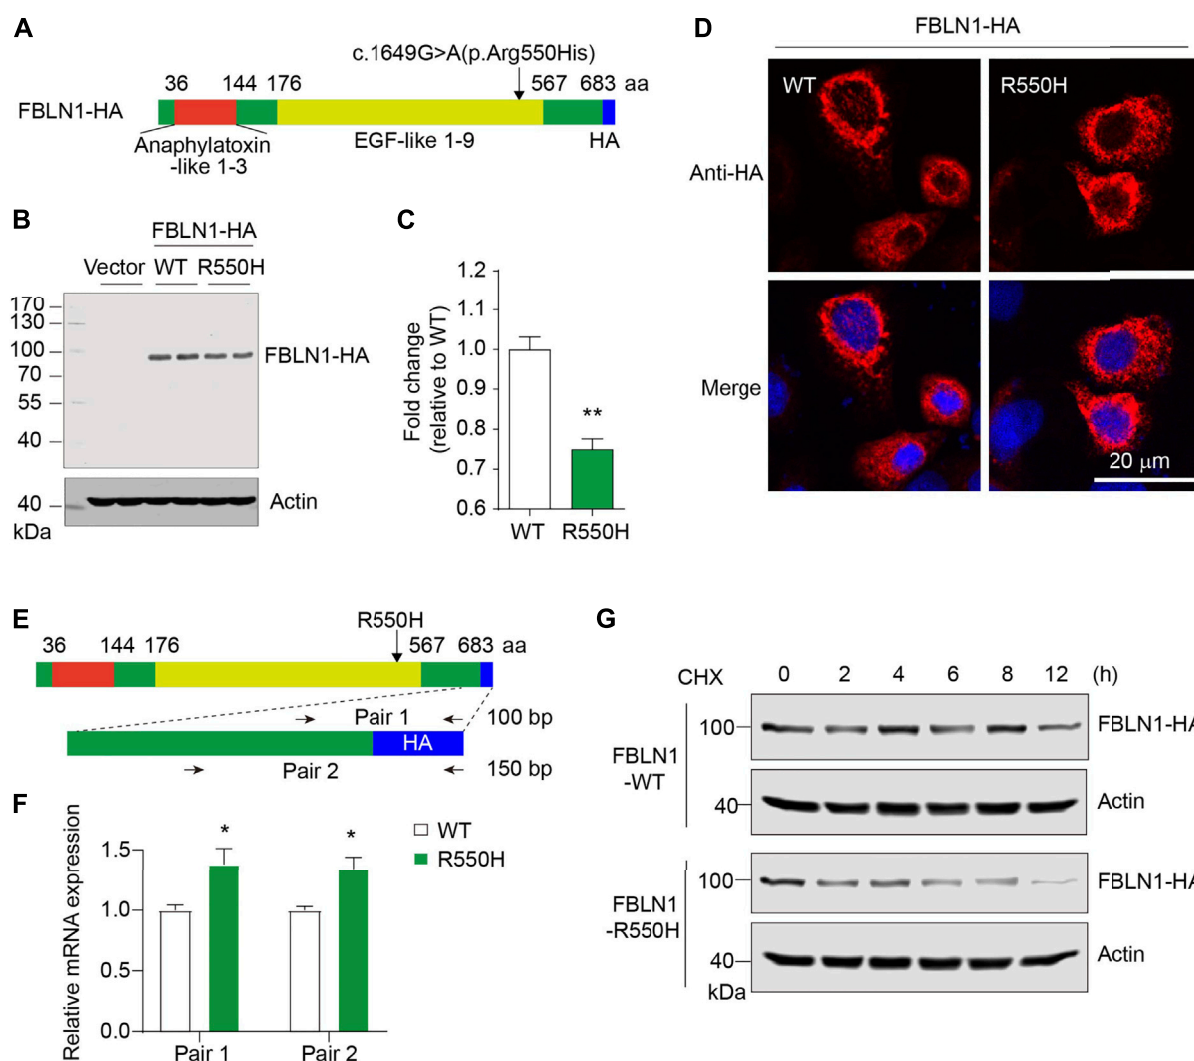 A
c.1649G>A(p.Arg550His)
36 144 176 567 683 aa
FBLN1-HA
Anaphylatoxin
-like 1-3
EGF-like 1-9
HA
B
FBLN1-HA
Vector WT R550H
170
130
100
70
55
40
FBLN1-HA
40
Actin
kDa
C
Fold change
(relative to WT)
1.2
1.0
0.9
0.8
0.7
0.6
**
WT R550H
D
FBLN1-HA
WT
R550H
Anti-HA
Merge
20 μm
E
R550H
36 144 176 567 683 aa
Pair 1
100 bp
HA
Pair 2
150 bp
F
Relative mRNA expression
1.5
1.0
0.5
0.0
*
*
WT
R550H
Pair 1 Pair 2
G
CHX 0 2 4 6 8 12 (h)
FBLN1
-WT
100
FBLN1-HA
40
Actin
FBLN1
-R550H
100
FBLN1-HA
40
Actin
kDa